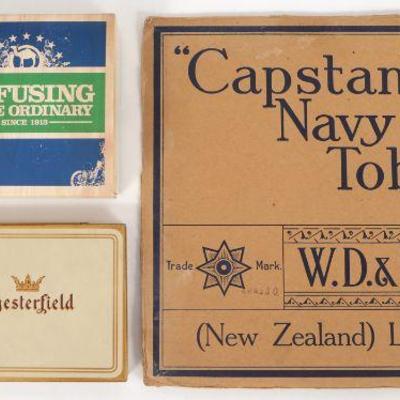 FUSING
E ORDINARY
SINCE 1913
esterfield
"Capstan
Navy
Tob
Trade Mark.
W.D.&
(New Zealand) L